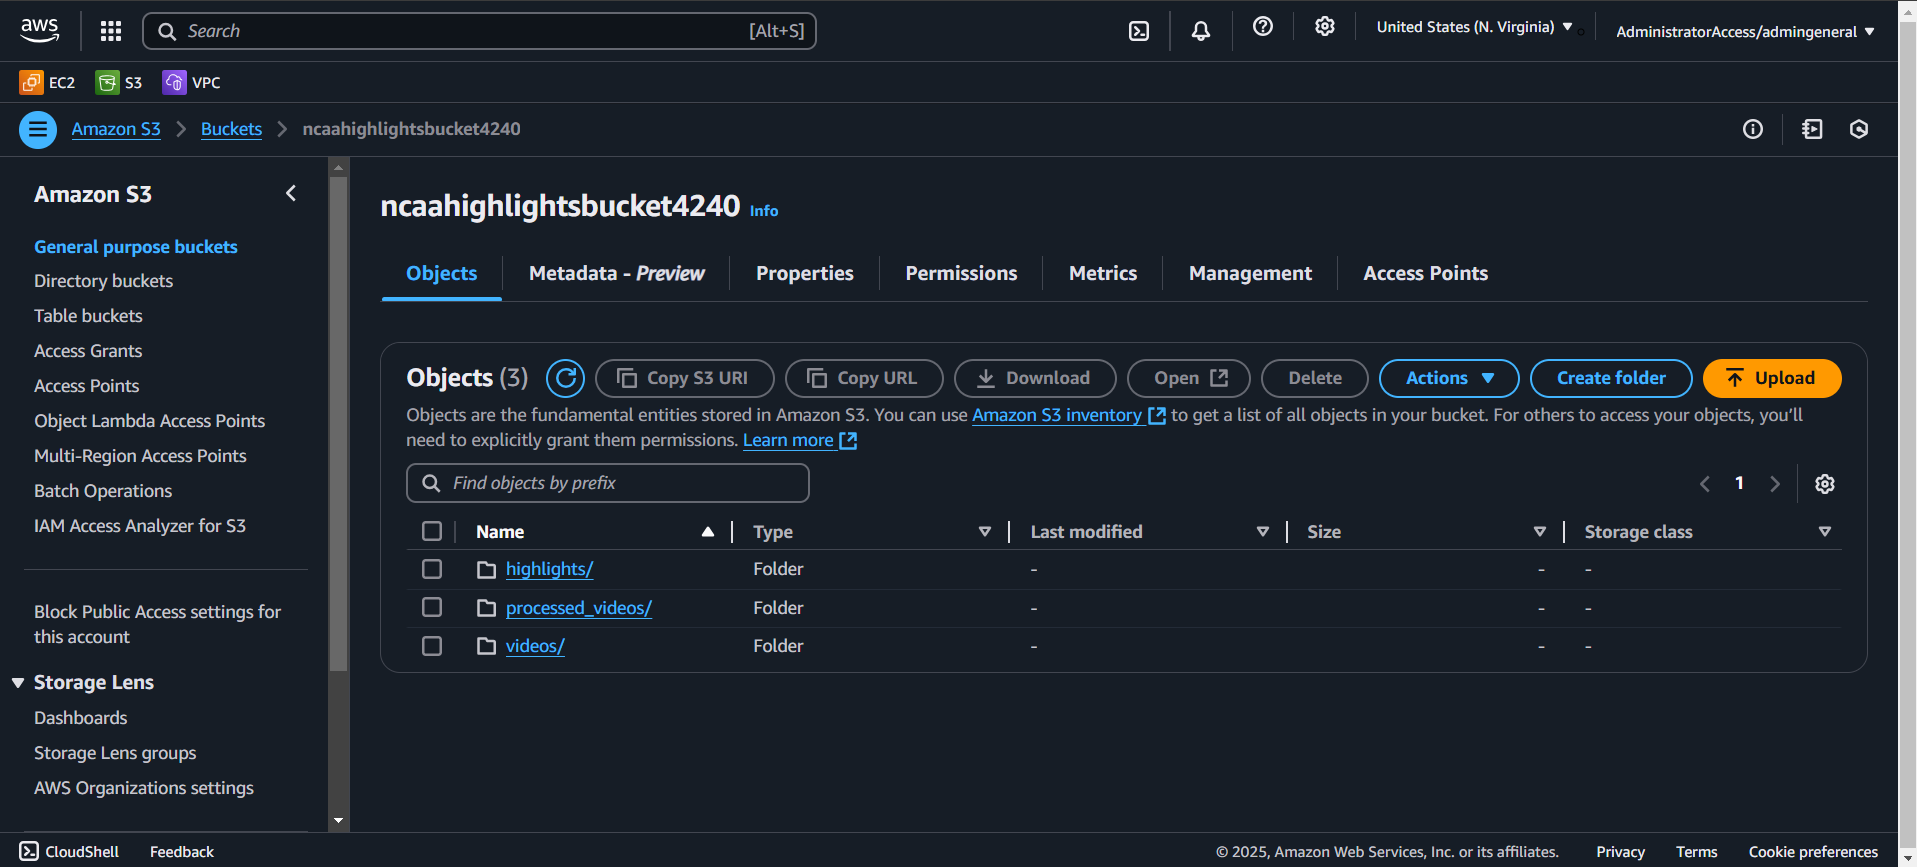 aws
Search [Alt+S]
United States (N. Virginia)
AdministratorAccess/admingeneral
EC2 S3 VPC
Amazon S3 Buckets ncaahighlightsbucket4240
Amazon S3
General purpose buckets
Directory buckets
Table buckets
Access Grants
Access Points
Object Lambda Access Points
Multi-Region Access Points
Batch Operations
IAM Access Analyzer for S3
Block Public Access settings for
this account
Storage Lens
Dashboards
Storage Lens groups
AWS Organizations settings
ncaahighlightsbucket4240 Info
Objects Metadata - Preview Properties Permissions Metrics Management Access Points
Objects (3) Copy S3 URI Copy URL Download Open Delete Actions Create folder Upload
Objects are the fundamental entities stored in Amazon S3. You can use Amazon S3 inventory to get a list of all objects in your bucket. For others to access your objects, you’ll
need to explicitly grant them permissions. Learn more
Find objects by prefix
1
Name Type Last modified Size Storage class
highlights/ Folder - - -
processed_videos/ Folder - - -
videos/ Folder - - -
CloudShell Feedback
© 2025, Amazon Web Services, Inc. or its affiliates. Privacy Terms Cookie preferences